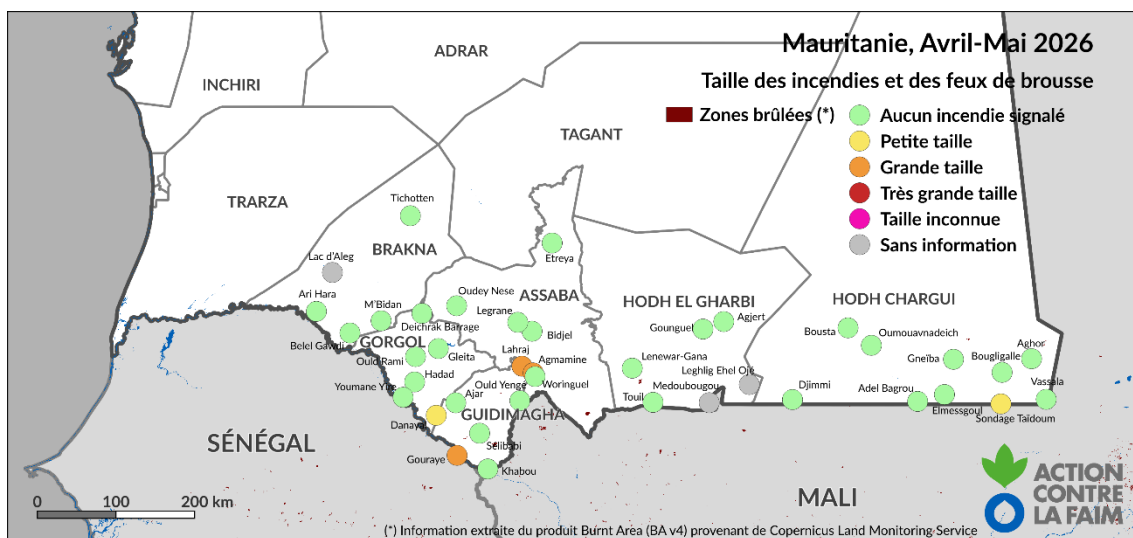 Mauritanie, Avril-Mai 2026
Taille des incendies et des feux de brousse
Zones brûlées (*)
Aucun incendie signalé
Petite taille
Grande taille
Très grande taille
Taille inconnue
Sans information
ADRAR
INCHIRI
TAGANT
TRARZA
Tichotten
BRAKNA
Lac d'Aleg
Etreya
Ari Hara
M'Bidan
Oudey Nese
ASSABA
HODH EL GHARBI
HODH CHARGUI
Legrane
Deichrak Barrage
Bidjel
Gounguel
Agjert
Bousta
Oumouavnadeich
Belel Gawdi
GORGOL
Gleita
Lahraj
Agmamine
Lenewar-Gana
Leghlig Ehel Oje
Gneïba
Bougligalle
Aghor
Ould Rami
Hadad
Ould Yenge
Woringuel
Medoubougou
Djimmi
Adel Bagrou
Vassala
Youmane Yire
Ajar
Touil
Elmessgoul
Danayal
GUIDIMAGHA
Sondage Taïdoum
Sélibabi
SÉNÉGAL
Gouraye
Khabou
MALI
ACTION
CONTRE
LA FAIM
0 100 200 km
(*) Information extraite du produit Burnt Area (BA v4) provenant de Copernicus Land Monitoring Service